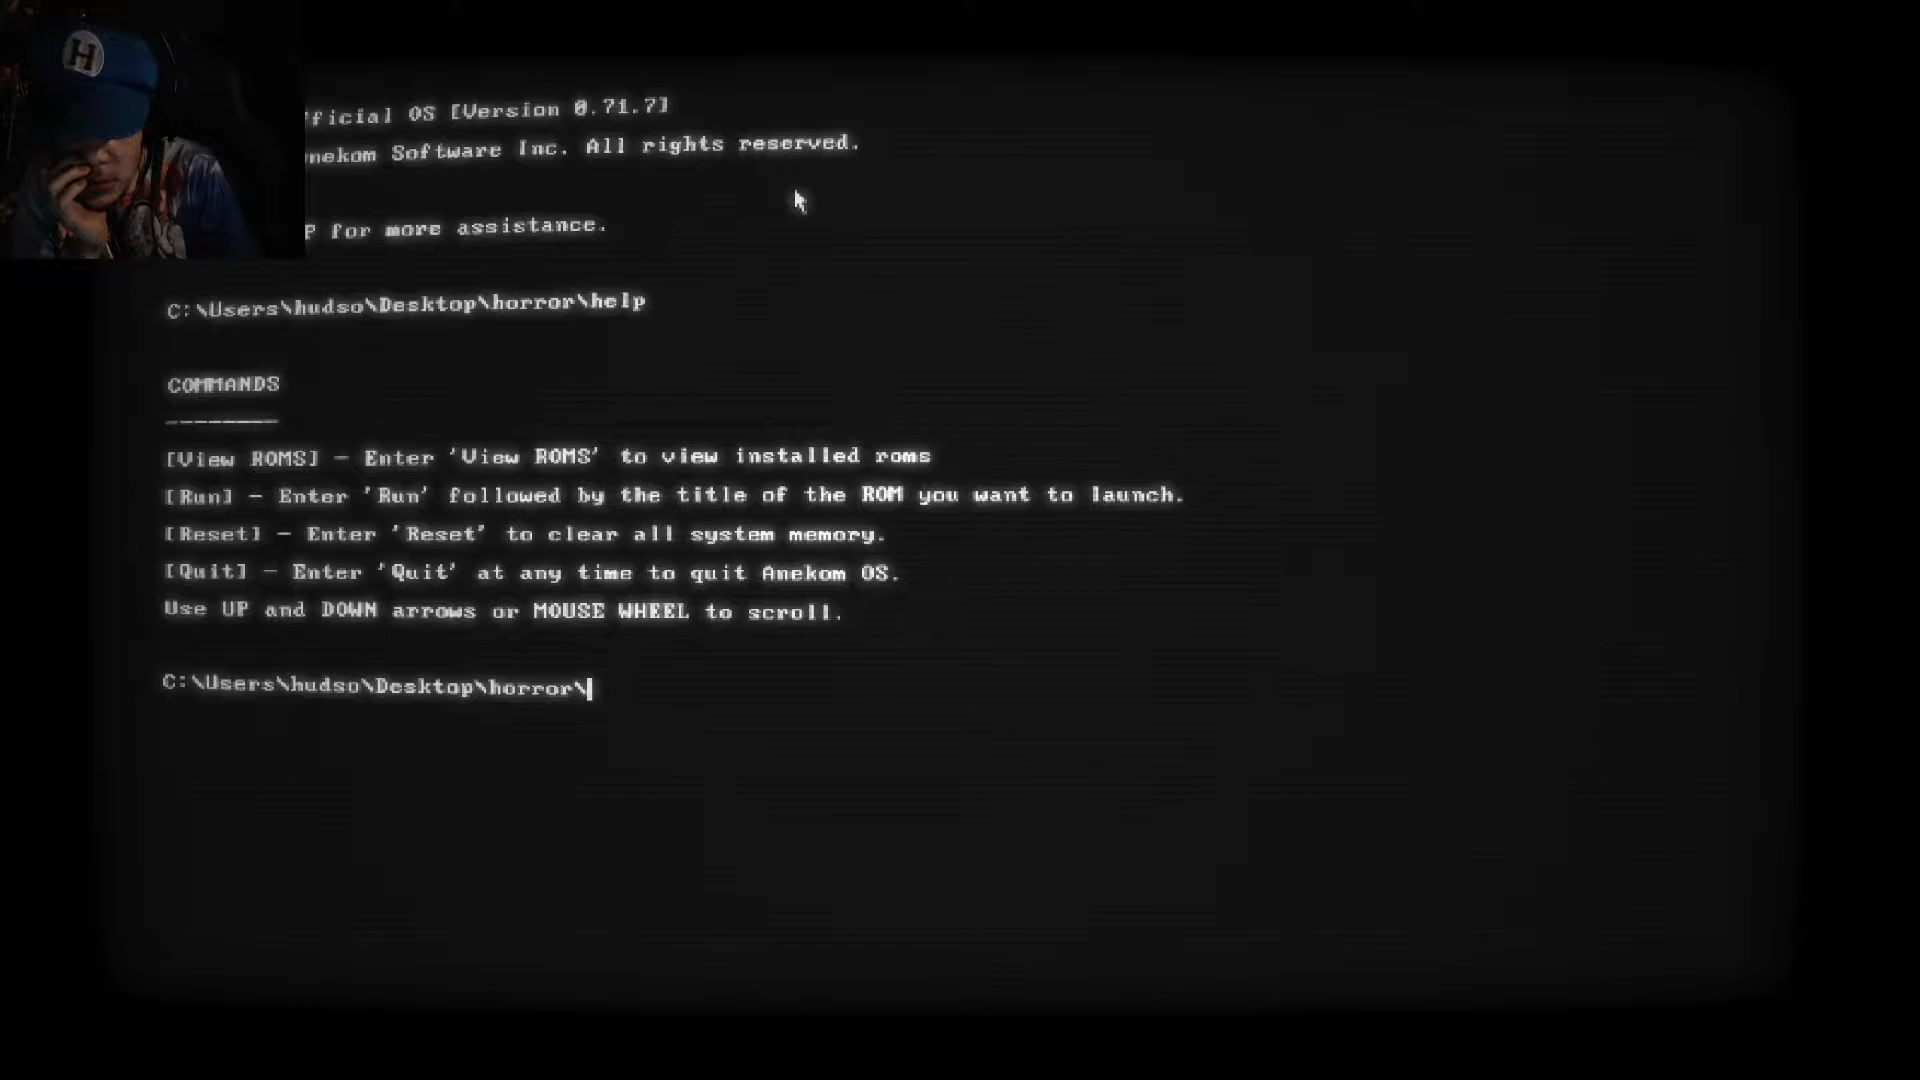 H
fficial OS [Version 0.71.7]
nekom Software Inc. All rights reserved.
P for more assistance.
C:\Users\hudso\Desktop\horror\help
COMMANDS
--------
[View ROMS] - Enter 'View ROMS' to view installed roms
[Run] - Enter 'Run' followed by the title of the ROM you want to launch.
[Reset] - Enter 'Reset' to clear all system memory.
[Quit] - Enter 'Quit' at any time to quit Anekom OS.
Use UP and DOWN arrows or MOUSE WHEEL to scroll.
C:\Users\hudso\Desktop\horror\